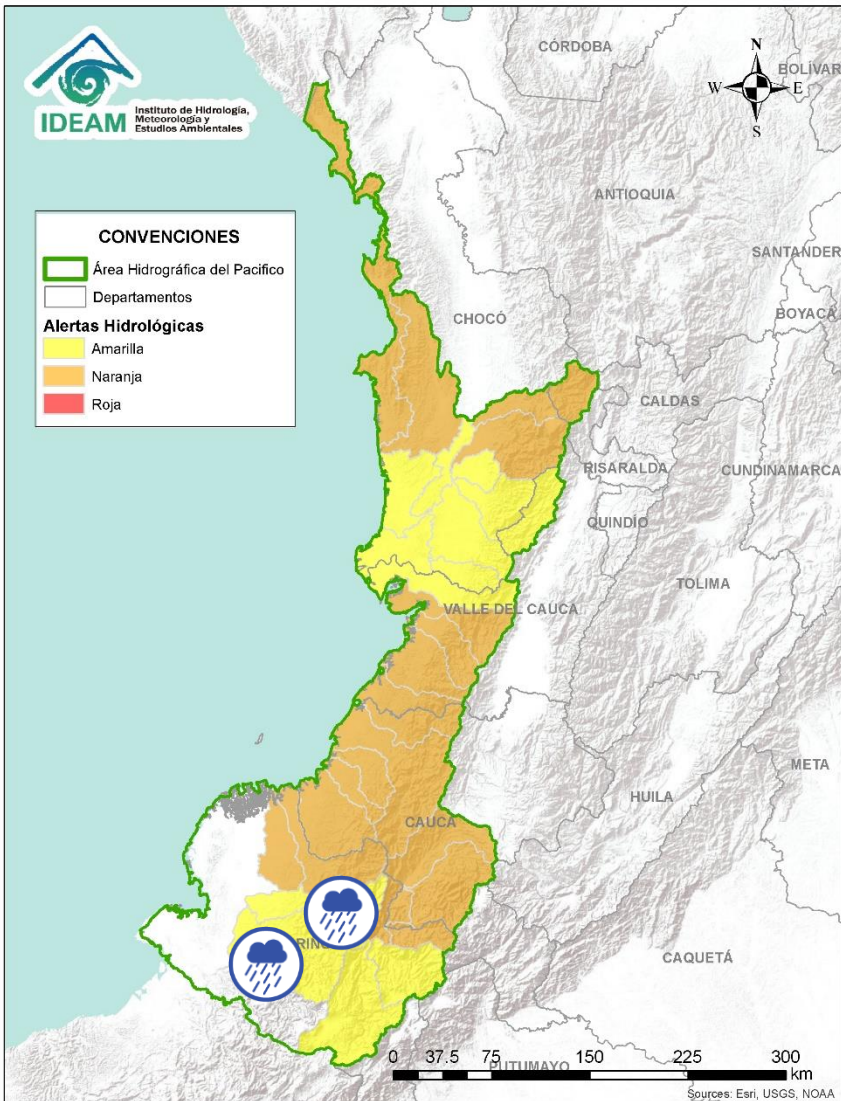 IDEAM
Instituto de Hidrología,
Meteorología y
Estudios Ambientales
CÓRDOBA
N
W E
S
BOLÍVAR
ANTIOQUIA
SANTANDER
CONVENCIONES
Área Hidrográfica del Pacifico
Departamentos
Alertas Hidrológicas
Amarilla
Naranja
Roja
BOYACÁ
CHOCÓ
CALDAS
RISARALDA
CUNDINAMARCA
QUINDÍO
TOLIMA
VALLE DEL CAUCA
META
HUILA
CAUCA
CAQUETÁ
PUTUMAYO
0 37.5 75 150 225 300
km
Sources: Esri, USGS, NOAA